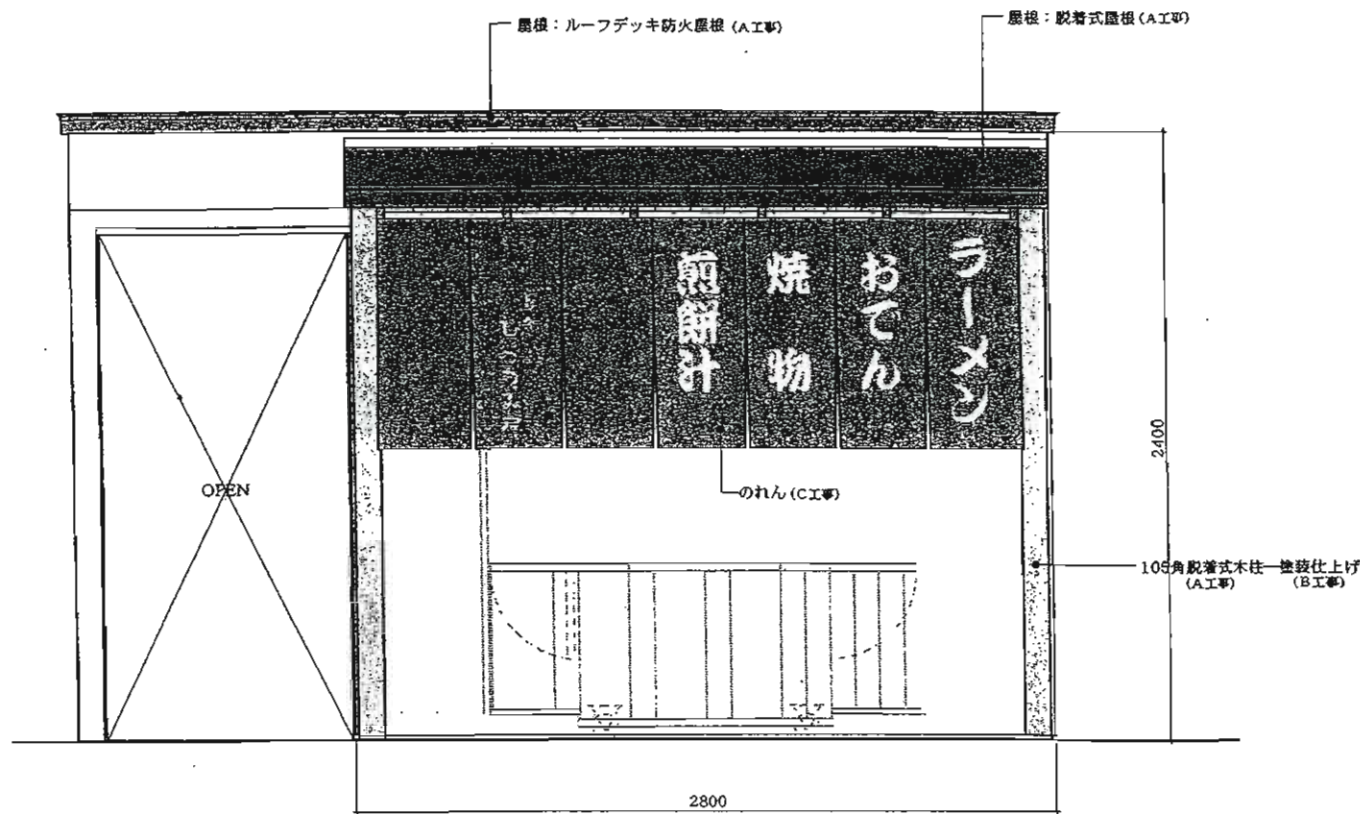 屋根：ルーフデッキ防火屋根 (A工事)
屋根：脱着式屋根 (A工事)
ラーメン
おでん
焼物
煎餅汁
OPEN
のれん (C工事)
2400
105角脱着式木柱 塗装仕上げ
(A工事) (B工事)
2800